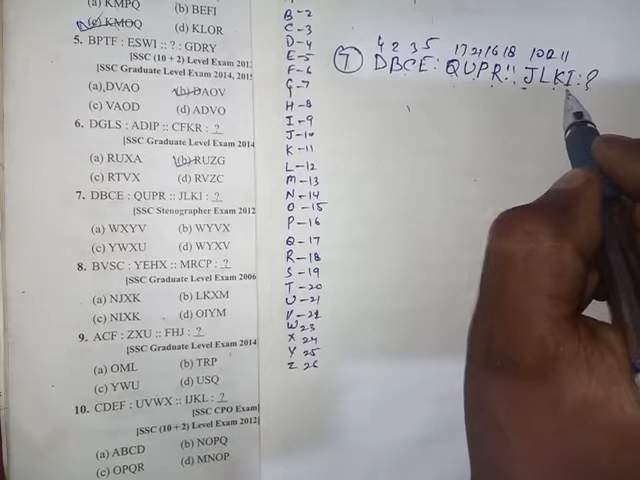 (a) KMPQ (b) BEFI
(c) KMOQ (d) KLOR
5. BPTF : ESWI :: ? : GDRY
[SSC (10 + 2) Level Exam 201
[SSC Graduate Level Exam 2014, 201
(a) DVAO (b) DAOV
(c) VAOD (d) ADVO
6. DGLS : ADIP :: CFKR : ?
[SSC Graduate Level Exam 2014
(a) RUXA (b) RUZG
(c) RTVX (d) RVZC
7. DBCE : QUPR :: JLKI : ?
[SSC Stenographer Exam 2012
(a) WXYV (b) WYVX
(c) YWXU (d) WYXV
8. BVSC : YEHX :: MRCP : ?
[SSC Graduate Level Exam 2006
(a) NJXK (b) LKXM
(c) NIXK (d) OIYM
9. ACF : ZXU :: FHJ : ?
[SSC Graduate Level Exam 2014
(a) OML (b) TRP
(c) YWU (d) USQ
10. CDEF : UVWX :: IJKL : ?
[SSC CPO Exam]
[SSC (10 + 2) Level Exam 2012]
(a) ABCD (b) NOPQ
(c) OPQR (d) MNOP
B-2
C-3
D-4
E-5
F-6
G-7
H-8
I-9
J-10
K-11
L-12
M-13
N-14
O-15
P-16
Q-17
R-18
S-19
T-20
U-21
V-22
W 23
X 24
Y 25
Z 26
4 2 3 5 17 21 16 18 10 12 11
7 DBCE : QUPR :: JLKI : ?